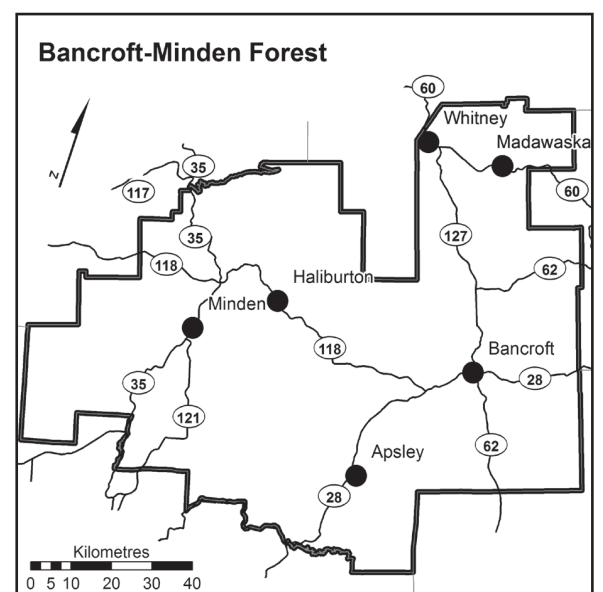 Bancroft-Minden Forest
60
Whitney
Madawaska
N
35
117
60
35
127
118
62
Haliburton
Minden
118
Bancroft
35
28
121
62
Apsley
28
Kilometres
0 5 10 20 30 40